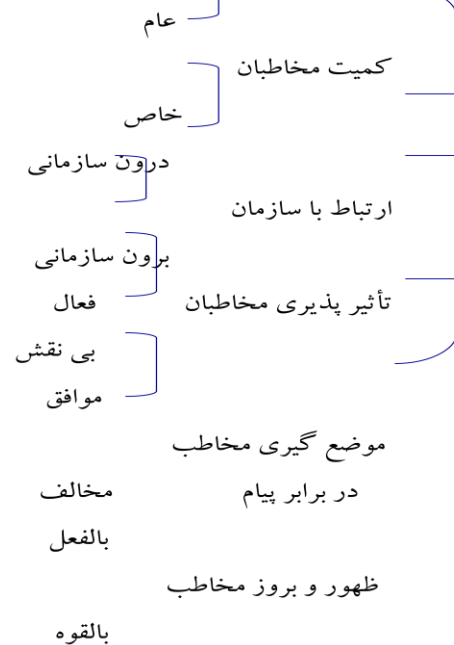 عام
کمیت مخاطبان
خاص
درون سازمانی
ارتباط با سازمان
برون سازمانی
تأثیر پذیری مخاطبان
فعال
بی نقش
موافق
موضع گیری مخاطب
در برابر پیام
مخالف
بالفعل
ظهور و بروز مخاطب
بالقوه